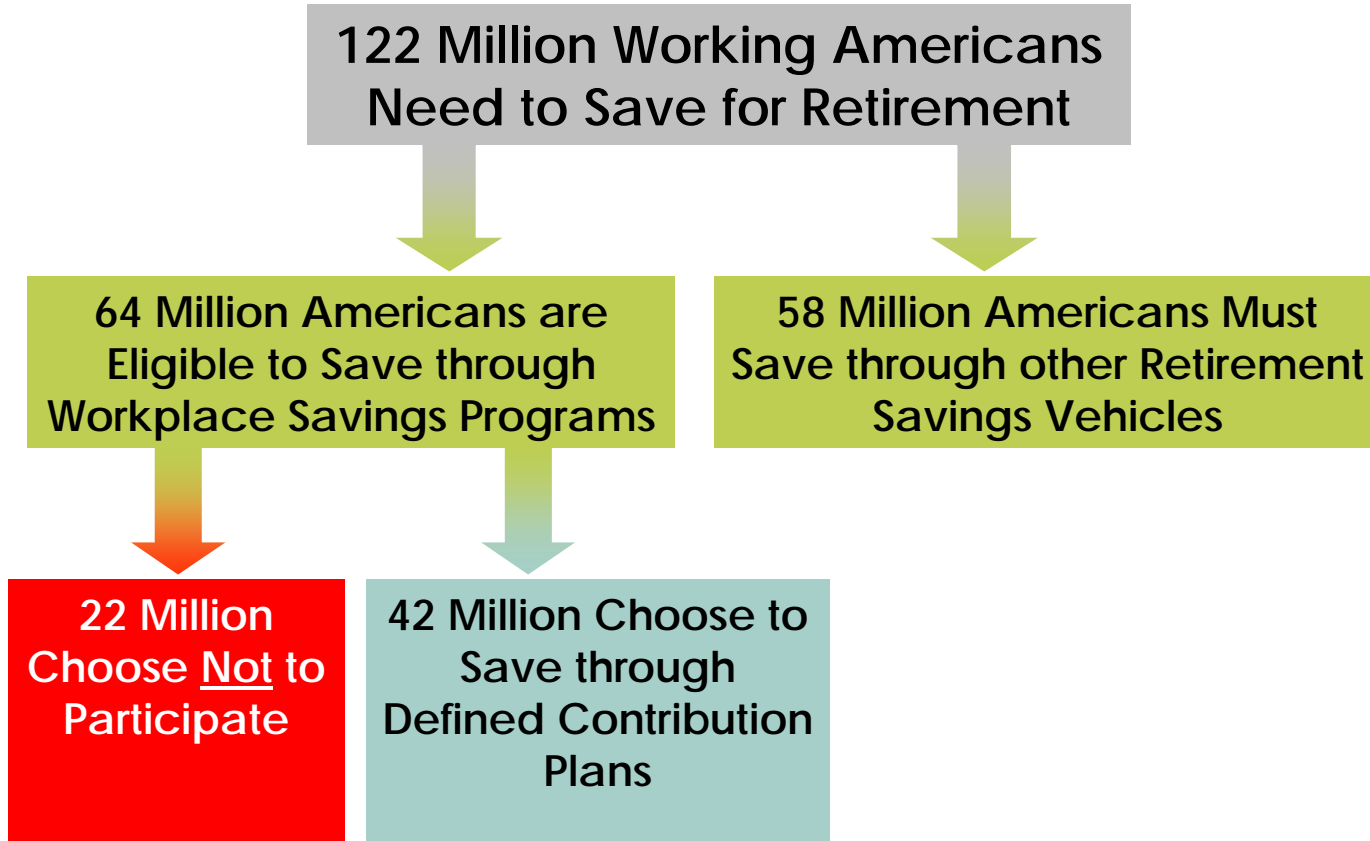 122 Million Working Americans
Need to Save for Retirement
64 Million Americans are
Eligible to Save through
Workplace Savings Programs
58 Million Americans Must
Save through other Retirement
Savings Vehicles
22 Million
Choose Not to
Participate
42 Million Choose to
Save through
Defined Contribution
Plans